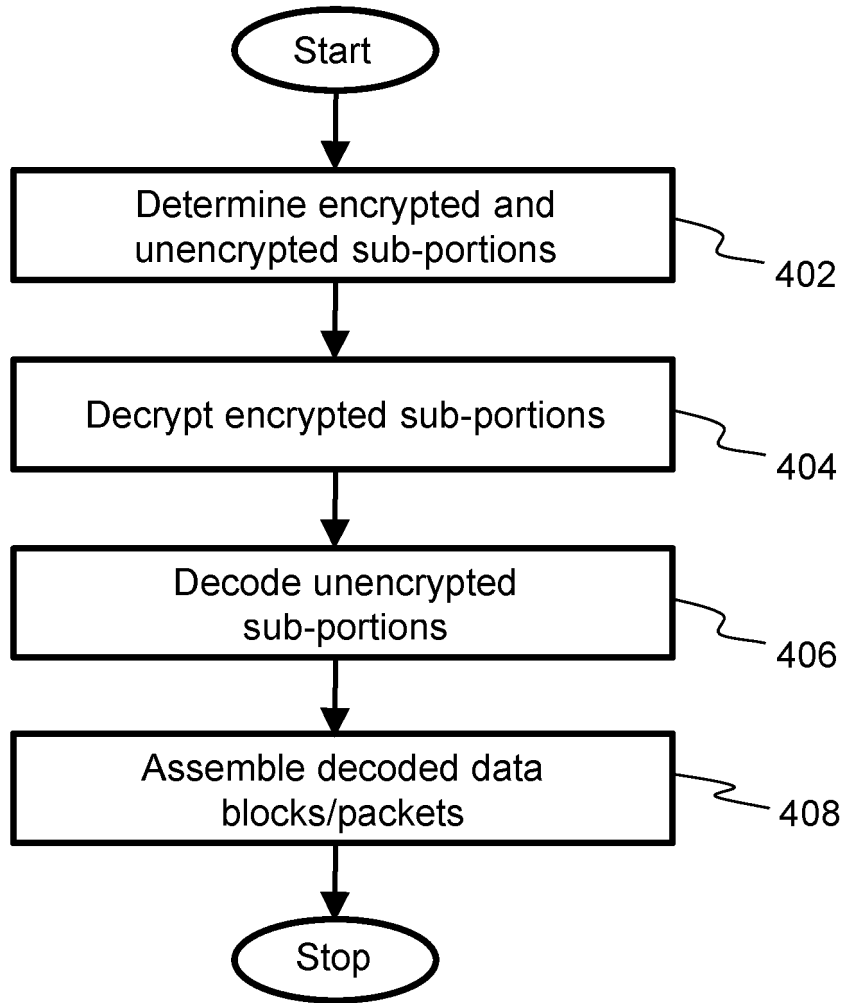 Start
Determine encrypted and
unencrypted sub-portions
402
Decrypt encrypted sub-portions
404
Decode unencrypted
sub-portions
406
Assemble decoded data
blocks/packets
408
Stop